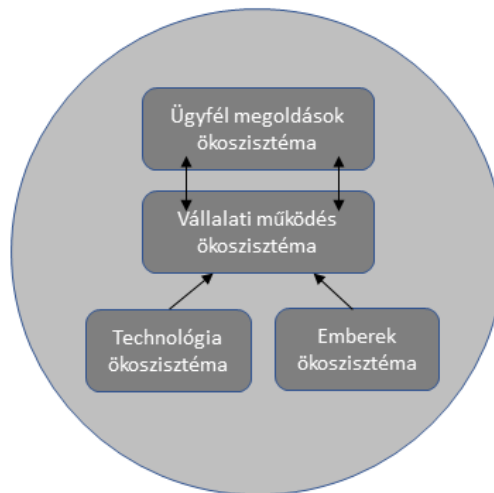 Ügyfél megoldások
ökoszisztéma
Vállalati működés
ökoszisztéma
Technológia
ökoszisztéma
Emberek
ökoszisztéma